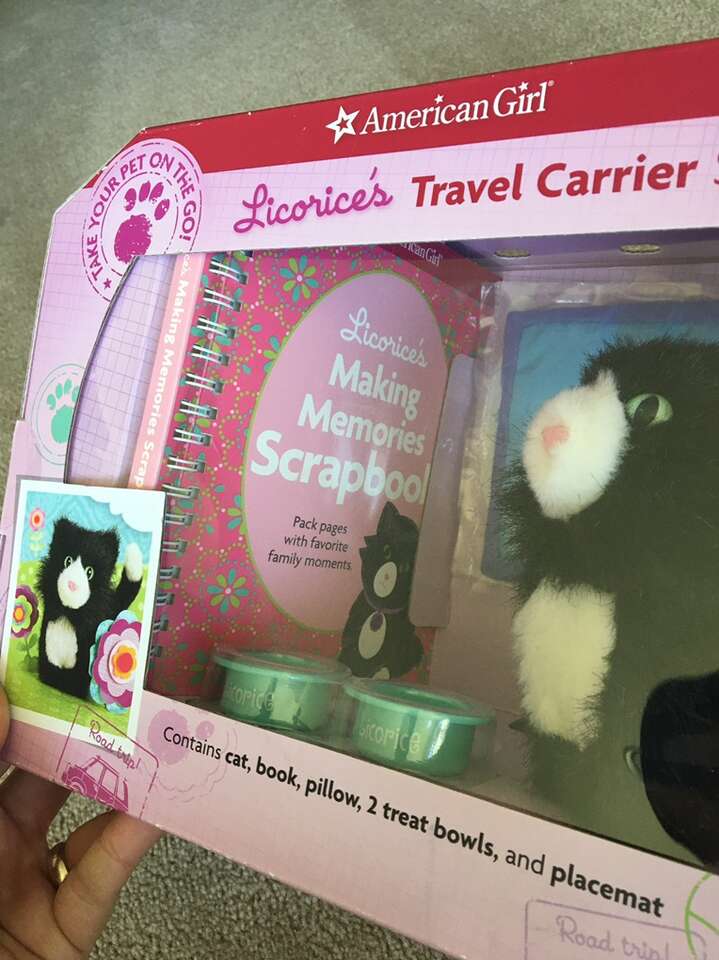 American Girl®
TAKE YOUR PET ON THE GO!
Licorice's Travel Carrier
Making Memories Scrap
Licorice's
Making
Memories
Scrapbook
Pack pages
with favorite
family moments.
icorice
Licorice
Road trip!
Contains cat, book, pillow, 2 treat bowls, and placemat
Road trip!